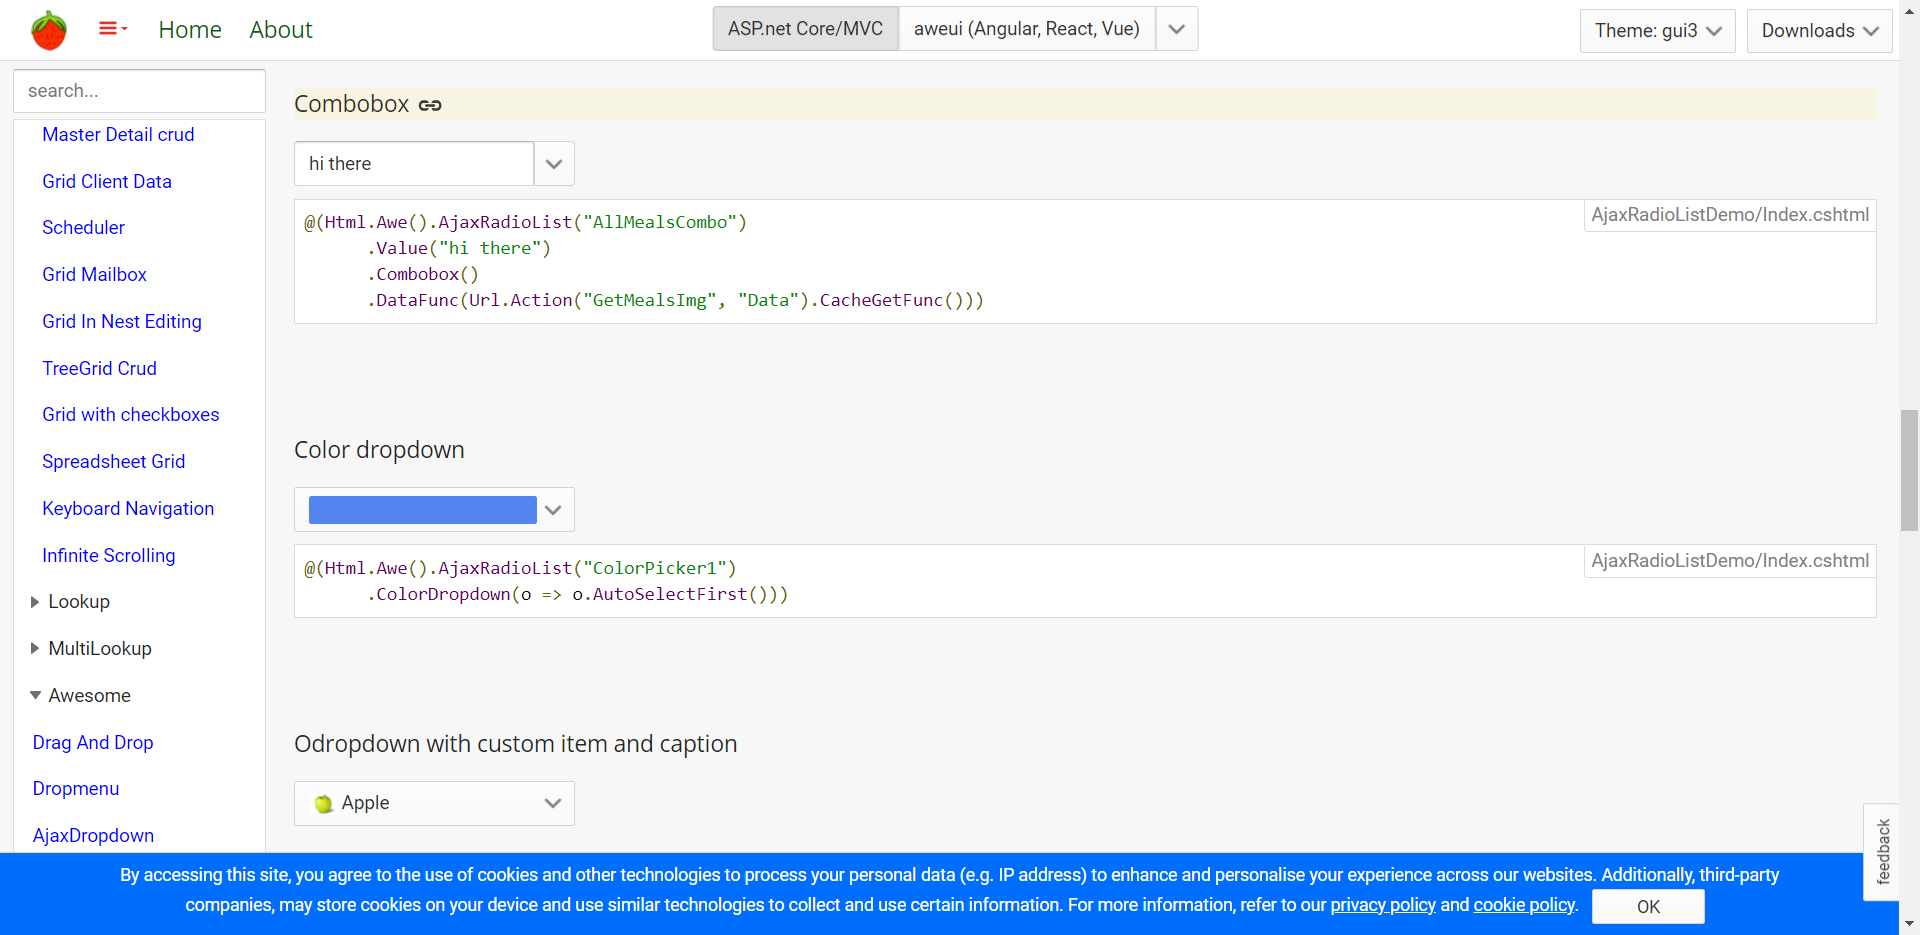 Home
About
ASP.net Core/MVC
aweui (Angular, React, Vue)
Theme: gui3
Downloads
search...
Master Detail crud
Grid Client Data
Scheduler
Grid Mailbox
Grid In Nest Editing
TreeGrid Crud
Grid with checkboxes
Spreadsheet Grid
Keyboard Navigation
Infinite Scrolling
Lookup
MultiLookup
Awesome
Drag And Drop
Dropmenu
AjaxDropdown
Combobox
hi there
AjaxRadioListDemo/Index.cshtml
@(Html.Awe().AjaxRadioList("AllMealsCombo")
.Value("hi there")
.Combobox()
.DataFunc(Url.Action("GetMealsImg", "Data").CacheGetFunc()))
Color dropdown
AjaxRadioListDemo/Index.cshtml
@(Html.Awe().AjaxRadioList("ColorPicker1")
.ColorDropdown(o => o.AutoSelectFirst()))
Odropdown with custom item and caption
Apple
feedback
By accessing this site, you agree to the use of cookies and other technologies to process your personal data (e.g. IP address) to enhance and personalise your experience across our websites. Additionally, third-party
companies, may store cookies on your device and use similar technologies to collect and use certain information. For more information, refer to our privacy policy and cookie policy.
OK